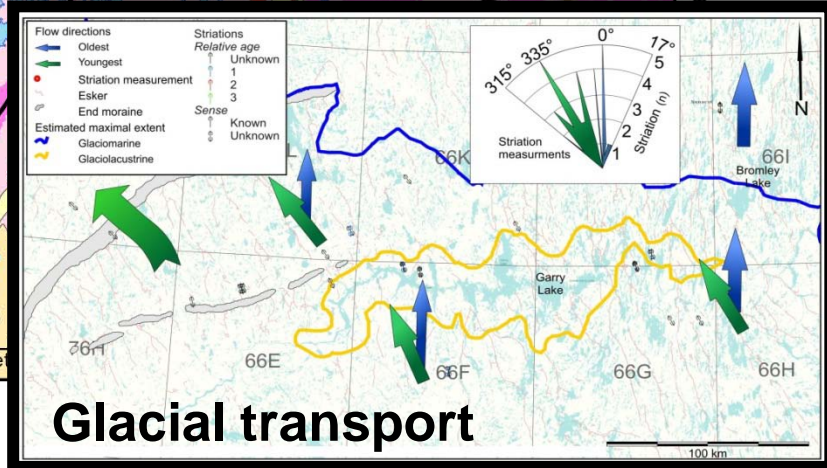 Flow directions
Oldest
Youngest
Striation measurement
Esker
End moraine
Estimated maximal extent
Glaciomarine
Glaciolacustrine
Striations
Relative age
Unknown
1
2
3
Sense
Known
Unknown
315°
335°
0°
17°
5
4
3
2
1
Striation (n)
Striation
measurments
N
66K
66I
Bromley
Lake
Garry
Lake
76H
66E
66F
66G
66H
Glacial transport
100 km